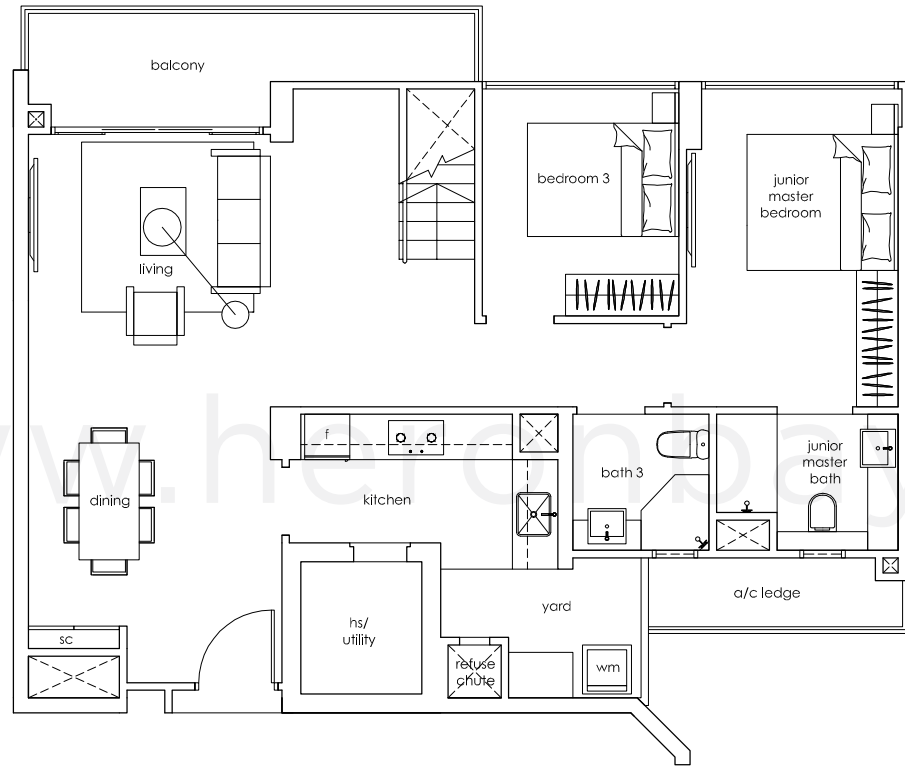 balcony
bedroom 3
junior
master
bedroom
living
w.heronbay
f
junior
master
bath
bath 3
kitchen
dining
a/c ledge
yard
hs/
utility
sc
refuse
chute
wm